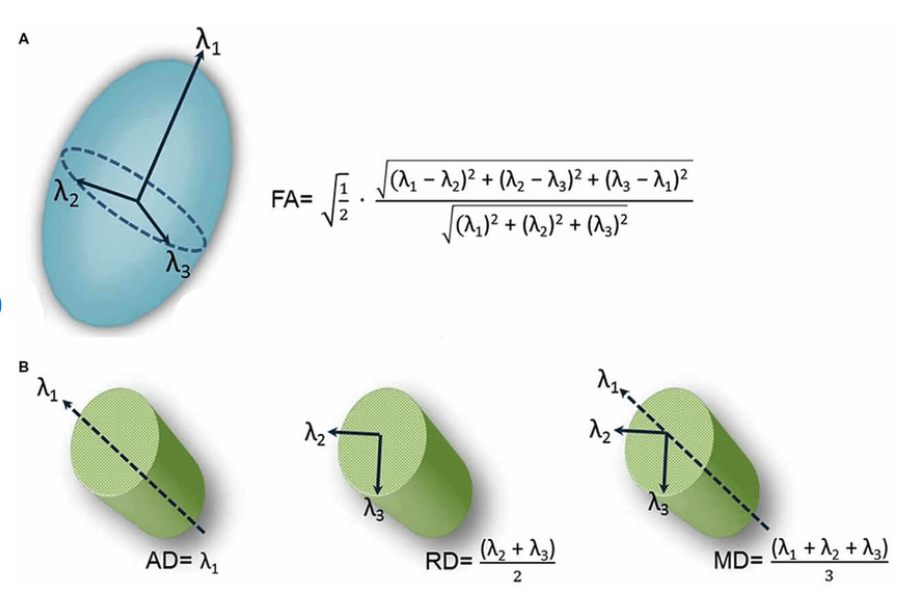 A
λ1
λ2
λ3
FA= √1/2 · √(λ1 − λ2)² + (λ2 − λ3)² + (λ3 − λ1)² / √(λ1)² + (λ2)² + (λ3)²
B
λ1
AD= λ1
λ2
λ3
RD= (λ2 + λ3)/2
λ1
λ2
λ3
MD= (λ1 + λ2 + λ3)/3